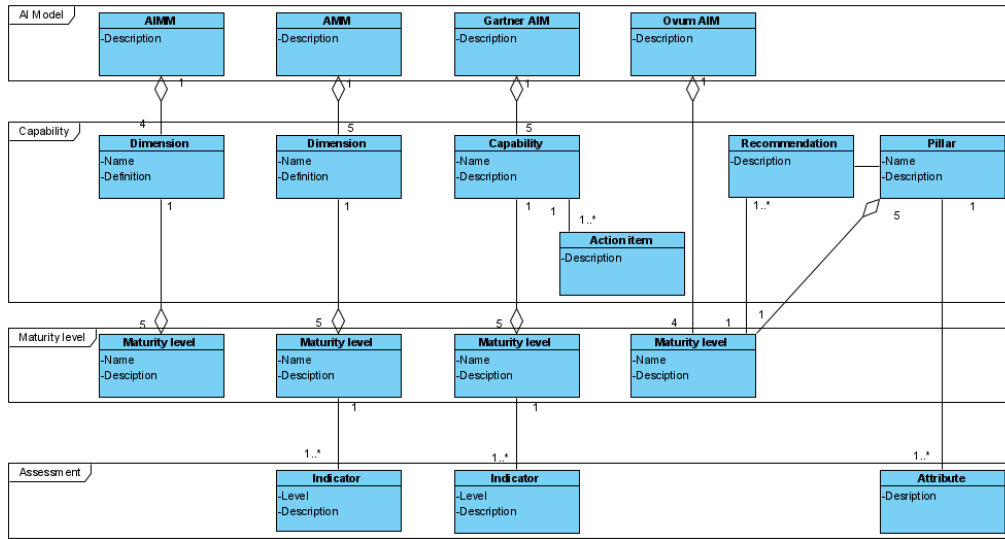 AI Model
AIMM
-Description
AMM
-Description
Gartner AIM
-Description
Ovum AIM
-Description
1
1
1
1
4
5
5
Capability
Dimension
-Name
-Definition
Dimension
-Name
-Definition
Capability
-Name
-Description
Recommendation
-Description
Pillar
-Name
-Description
1
1
1
1
1..*
1..*
5
1
Action item
-Description
5
5
5
4
1
1
Maturity level
Maturity level
-Name
-Desciption
Maturity level
-Name
-Desciption
Maturity level
-Name
-Desciption
Maturity level
-Name
-Desciption
1
1
1..*
1..*
1..*
Assessment
Indicator
-Level
-Description
Indicator
-Level
-Description
Attribute
-Desription